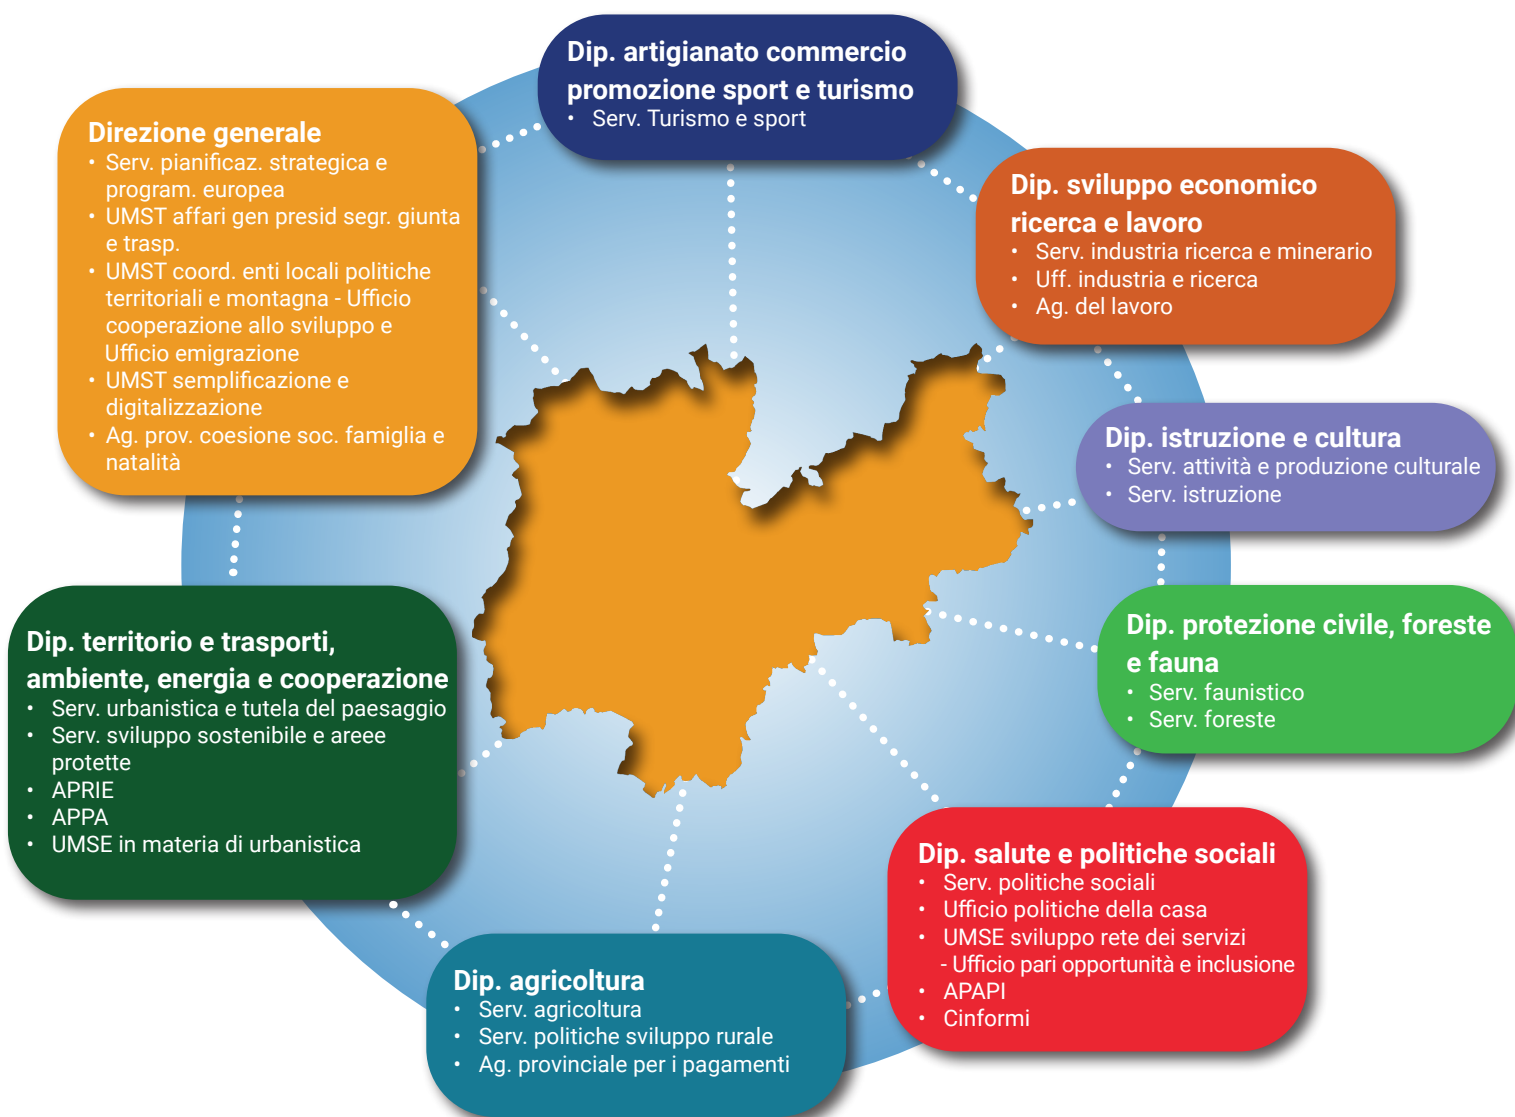 Dip. artigianato commercio
promozione sport e turismo
• Serv. Turismo e sport
Direzione generale
• Serv. pianificaz. strategica e
program. europea
• UMST affari gen presid segr. giunta
e trasp.
• UMST coord. enti locali politiche
territoriali e montagna - Ufficio
cooperazione allo sviluppo e
Ufficio emigrazione
• UMST semplificazione e
digitalizzazione
• Ag. prov. coesione soc. famiglia e
natalità
Dip. sviluppo economico
ricerca e lavoro
• Serv. industria ricerca e minerario
• Uff. industria e ricerca
• Ag. del lavoro
Dip. istruzione e cultura
• Serv. attività e produzione culturale
• Serv. istruzione
Dip. protezione civile, foreste
e fauna
• Serv. faunistico
• Serv. foreste
Dip. territorio e trasporti,
ambiente, energia e cooperazione
• Serv. urbanistica e tutela del paesaggio
• Serv. sviluppo sostenibile e areee
protette
• APRIE
• APPA
• UMSE in materia di urbanistica
Dip. salute e politiche sociali
• Serv. politiche sociali
• Ufficio politiche della casa
• UMSE sviluppo rete dei servizi
- Ufficio pari opportunità e inclusione
• APAPI
• Cinformi
Dip. agricoltura
• Serv. agricoltura
• Serv. politiche sviluppo rurale
• Ag. provinciale per i pagamenti